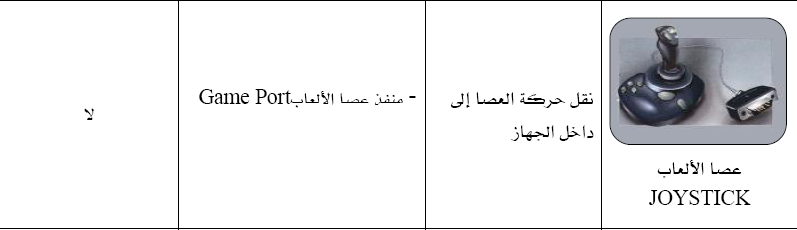 عصا الألعاب
JOYSTICK
نقل حركة العصا إلى
داخل الجهاز
- منفذ عصا الألعابGame Port
لا